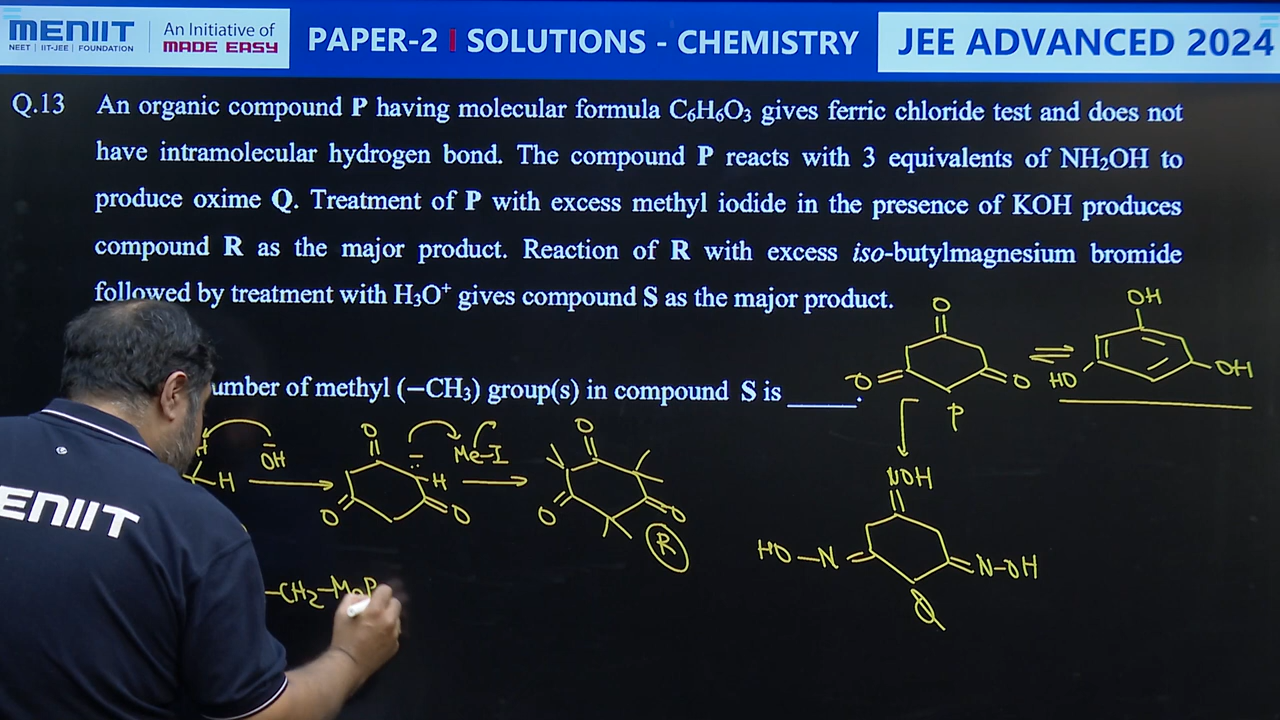 MENIIT
NEET | IIT-JEE | FOUNDATION
An Initiative of
MADE EASY
PAPER-2 | SOLUTIONS - CHEMISTRY
JEE ADVANCED 2024
Q.13 An organic compound P having molecular formula C₆H₆O₃ gives ferric chloride test and does not
have intramolecular hydrogen bond. The compound P reacts with 3 equivalents of NH₂OH to
produce oxime Q. Treatment of P with excess methyl iodide in the presence of KOH produces
compound R as the major product. Reaction of R with excess iso-butylmagnesium bromide
followed by treatment with H₃O⁺ gives compound S as the major product.
umber of methyl (−CH₃) group(s) in compound S is _____.
O
O
O
P
⇌
OH
HO
OH
H
H
OH
O
O
O
H
Me-I
O
O
O
R
NOH
HO-N
N-OH
Q
-CH₂-
ENIIT